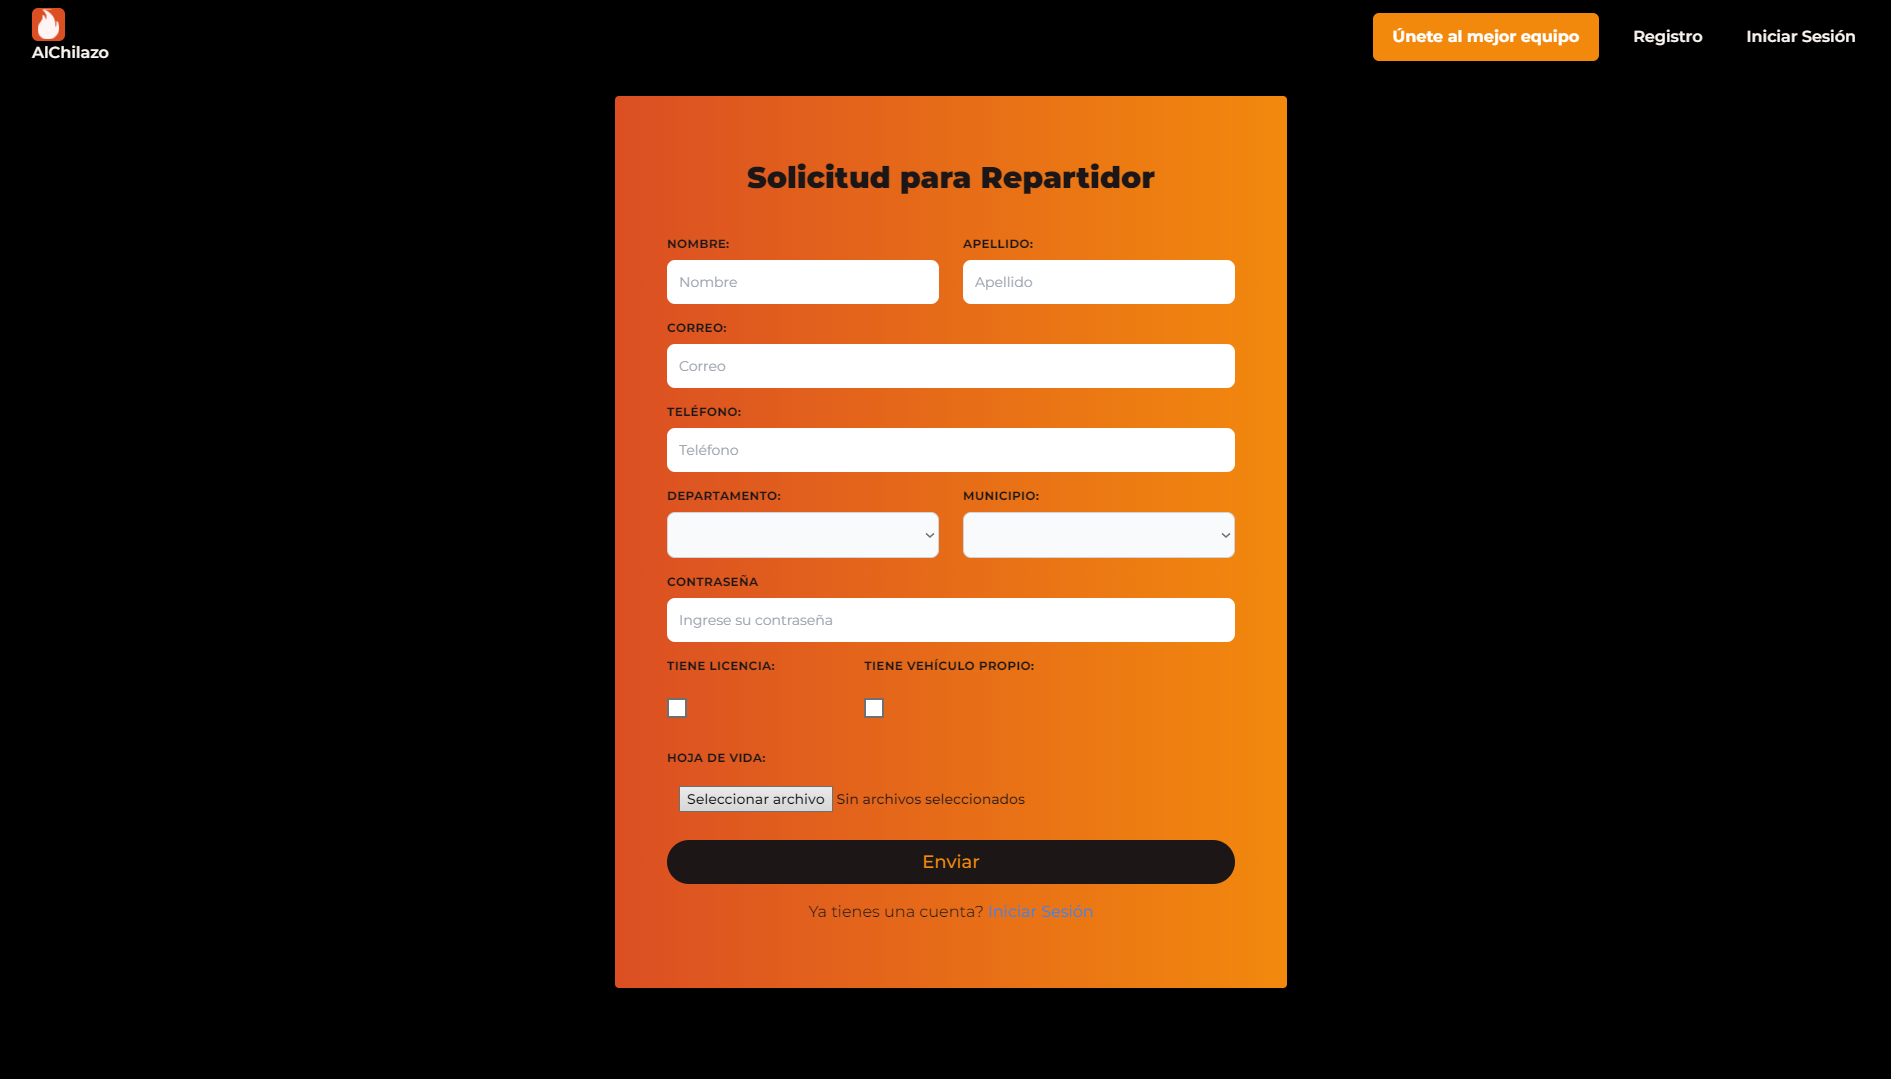 AlChilazo
Únete al mejor equipo
Registro
Iniciar Sesión
Solicitud para Repartidor
NOMBRE:
APELLIDO:
Nombre
Apellido
CORREO:
Correo
TELÉFONO:
Teléfono
DEPARTAMENTO:
MUNICIPIO:
CONTRASEÑA
Ingrese su contraseña
TIENE LICENCIA:
TIENE VEHÍCULO PROPIO:
HOJA DE VIDA:
Seleccionar archivo Sin archivos seleccionados
Enviar
Ya tienes una cuenta? Iniciar Sesión